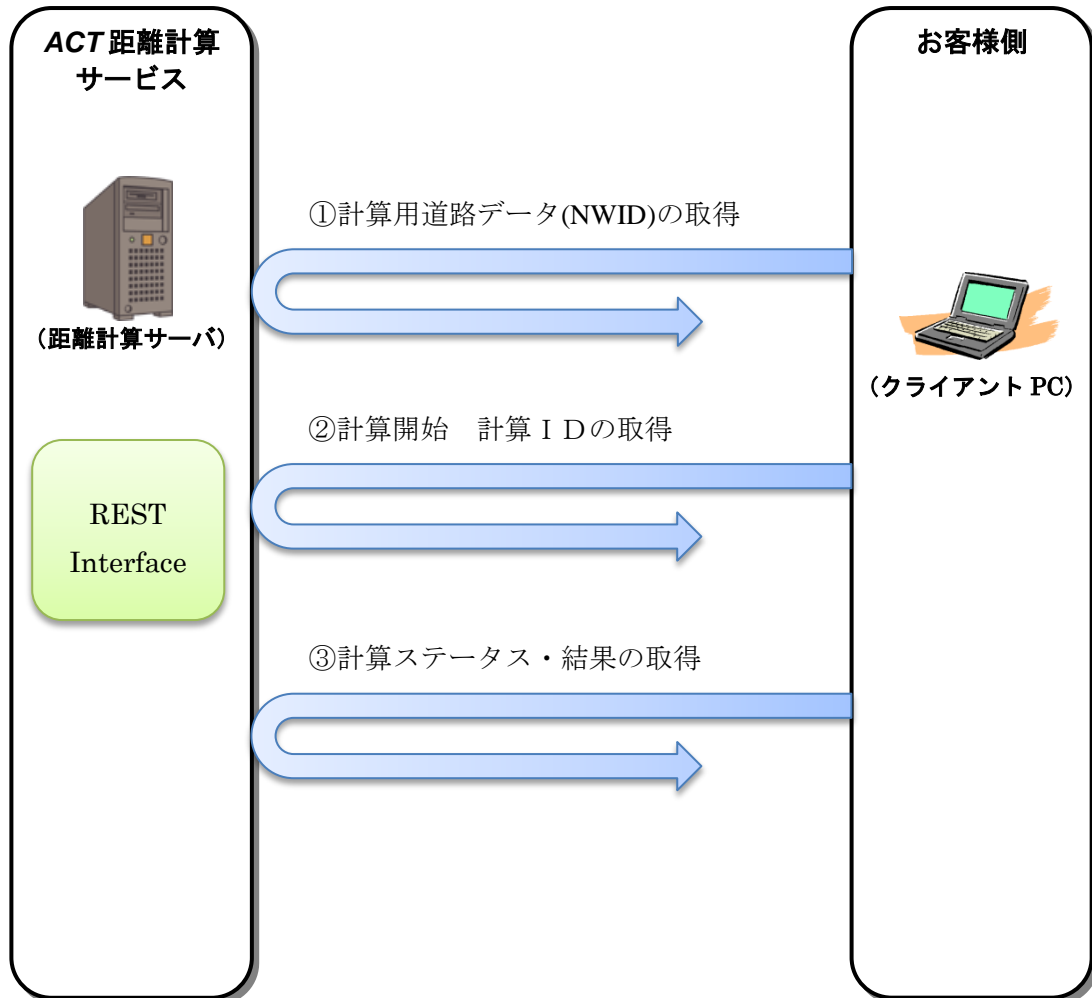 ACT 距離計算
サービス
お客様側
①計算用道路データ(NWID)の取得
（距離計算サーバ）
（クライアント PC）
②計算開始　計算ＩＤの取得
REST
Interface
③計算ステータス・結果の取得